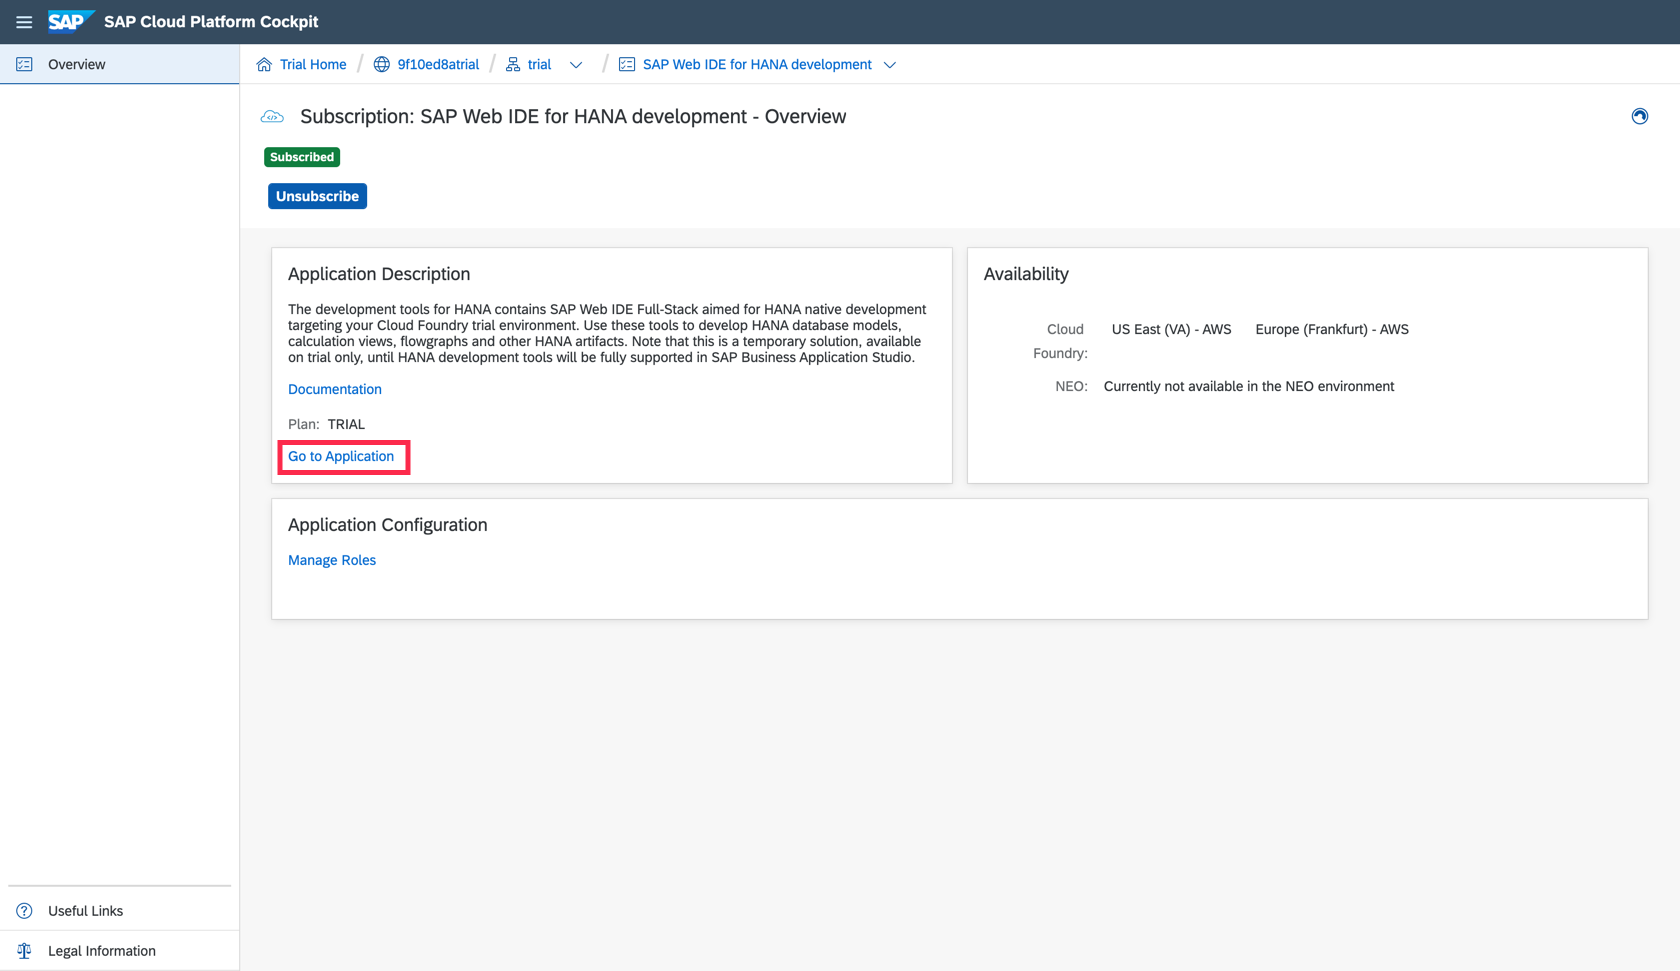 SAP SAP Cloud Platform Cockpit
Overview
Trial Home / 9f10ed8atrial / trial / SAP Web IDE for HANA development
Subscription: SAP Web IDE for HANA development - Overview
Subscribed
Unsubscribe
Application Description
The development tools for HANA contains SAP Web IDE Full-Stack aimed for HANA native development
targeting your Cloud Foundry trial environment. Use these tools to develop HANA database models,
calculation views, flowgraphs and other HANA artifacts. Note that this is a temporary solution, available
on trial only, until HANA development tools will be fully supported in SAP Business Application Studio.
Documentation
Plan: TRIAL
Go to Application
Availability
Cloud US East (VA) - AWS Europe (Frankfurt) - AWS
Foundry:
NEO: Currently not available in the NEO environment
Application Configuration
Manage Roles
Useful Links
Legal Information